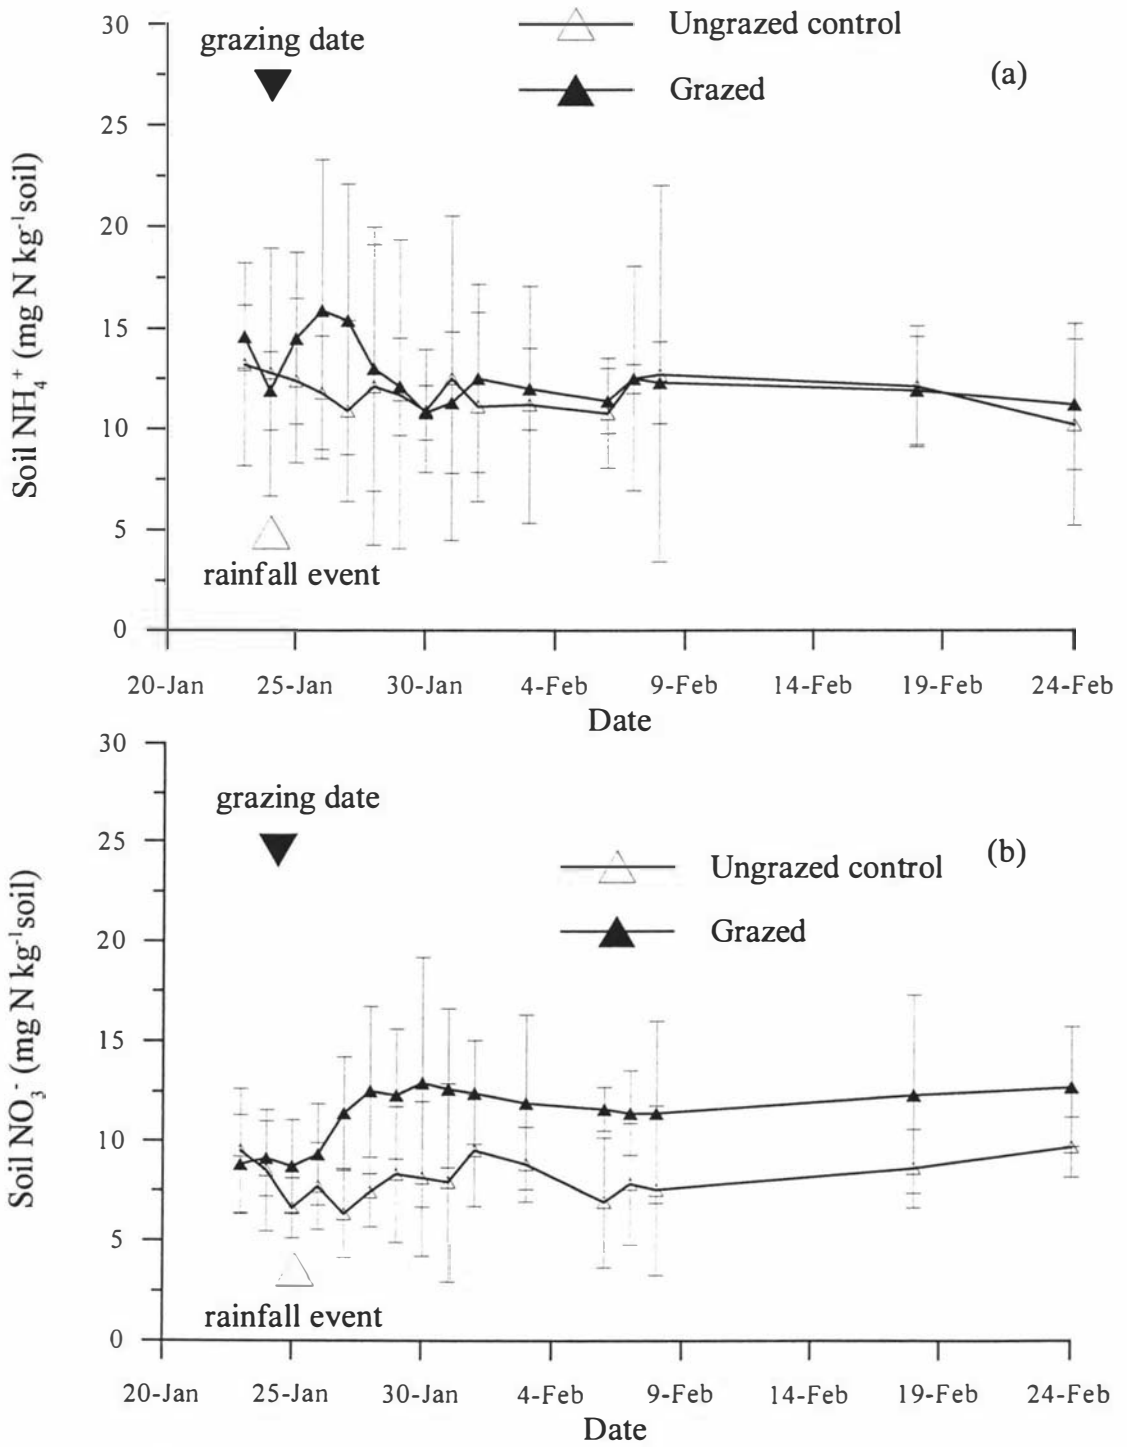 30
grazing date
Ungrazed control
Grazed
(a)
25
20
15
10
5
0
rainfall event
Soil NH4+ (mg N kg-1soil)
20-Jan 25-Jan 30-Jan 4-Feb 9-Feb 14-Feb 19-Feb 24-Feb
Date
30
grazing date
25
Ungrazed control
(b)
Grazed
20
15
10
5
0
rainfall event
Soil NO3- (mg N kg-1soil)
20-Jan 25-Jan 30-Jan 4-Feb 9-Feb 14-Feb 19-Feb 24-Feb
Date